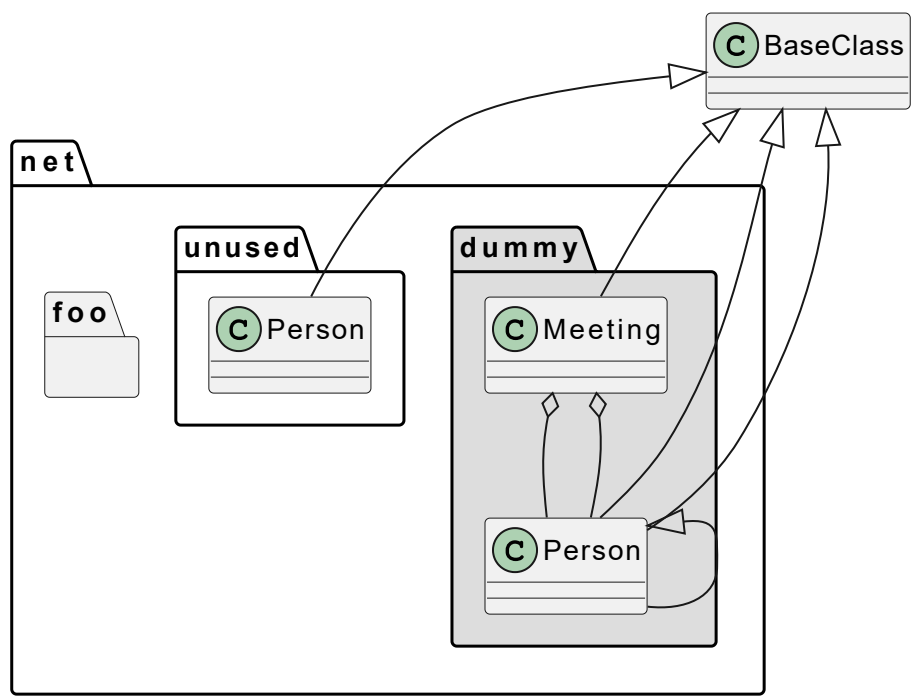 C BaseClass
net
unused
dummy
foo
C Person
C Meeting
C Person